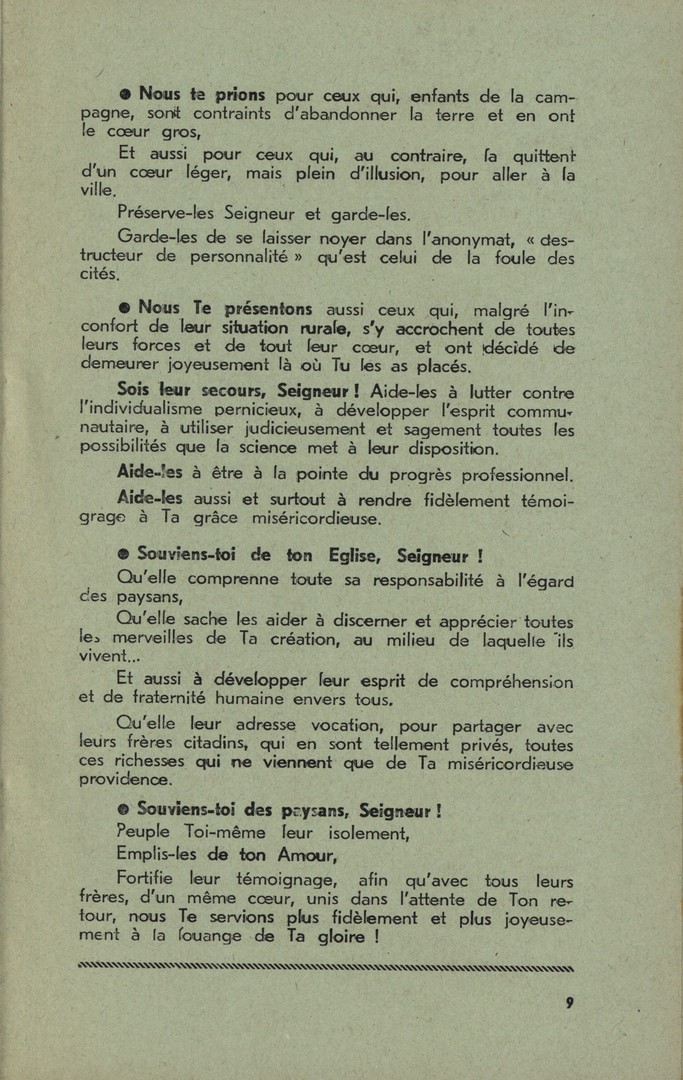 ● Nous te prions pour ceux qui, enfants de la cam-
pagne, sont contraints d'abandonner la terre et en ont
le cœur gros,
Et aussi pour ceux qui, au contraire, la quittent
d'un cœur léger, mais plein d'illusion, pour aller à la
ville.
Préserve-les Seigneur et garde-les.
Garde-les de se laisser noyer dans l'anonymat, « des-
tructeur de personnalité » qu'est celui de la foule des
cités.
● Nous Te présentons aussi ceux qui, malgré l'in-
confort de leur situation rurale, s'y accrochent de toutes
leurs forces et de tout leur cœur, et ont décidé de
demeurer joyeusement là où Tu les as placés.
Sois leur secours, Seigneur ! Aide-les à lutter contre
l'individualisme pernicieux, à développer l'esprit commu-
nautaire, à utiliser judicieusement et sagement toutes les
possibilités que la science met à leur disposition.
Aide-les à être à la pointe du progrès professionnel.
Aide-les aussi et surtout à rendre fidèlement témoi-
grage à Ta grâce miséricordieuse.
● Souviens-toi de ton Eglise, Seigneur !
Qu'elle comprenne toute sa responsabilité à l'égard
des paysans,
Qu'elle sache les aider à discerner et apprécier toutes
les merveilles de Ta création, au milieu de laquelle ils
vivent...
Et aussi à développer leur esprit de compréhension
et de fraternité humaine envers tous.
Qu'elle leur adresse vocation, pour partager avec
leurs frères citadins, qui en sont tellement privés, toutes
ces richesses qui ne viennent que de Ta miséricordieuse
providence.
● Souviens-toi des paysans, Seigneur !
Peuple Toi-même leur isolement,
Emplis-les de ton Amour,
Fortifie leur témoignage, afin qu'avec tous leurs
frères, d'un même cœur, unis dans l'attente de Ton re-
tour, nous Te servions plus fidèlement et plus joyeuse-
ment à la louange de Ta gloire !
9